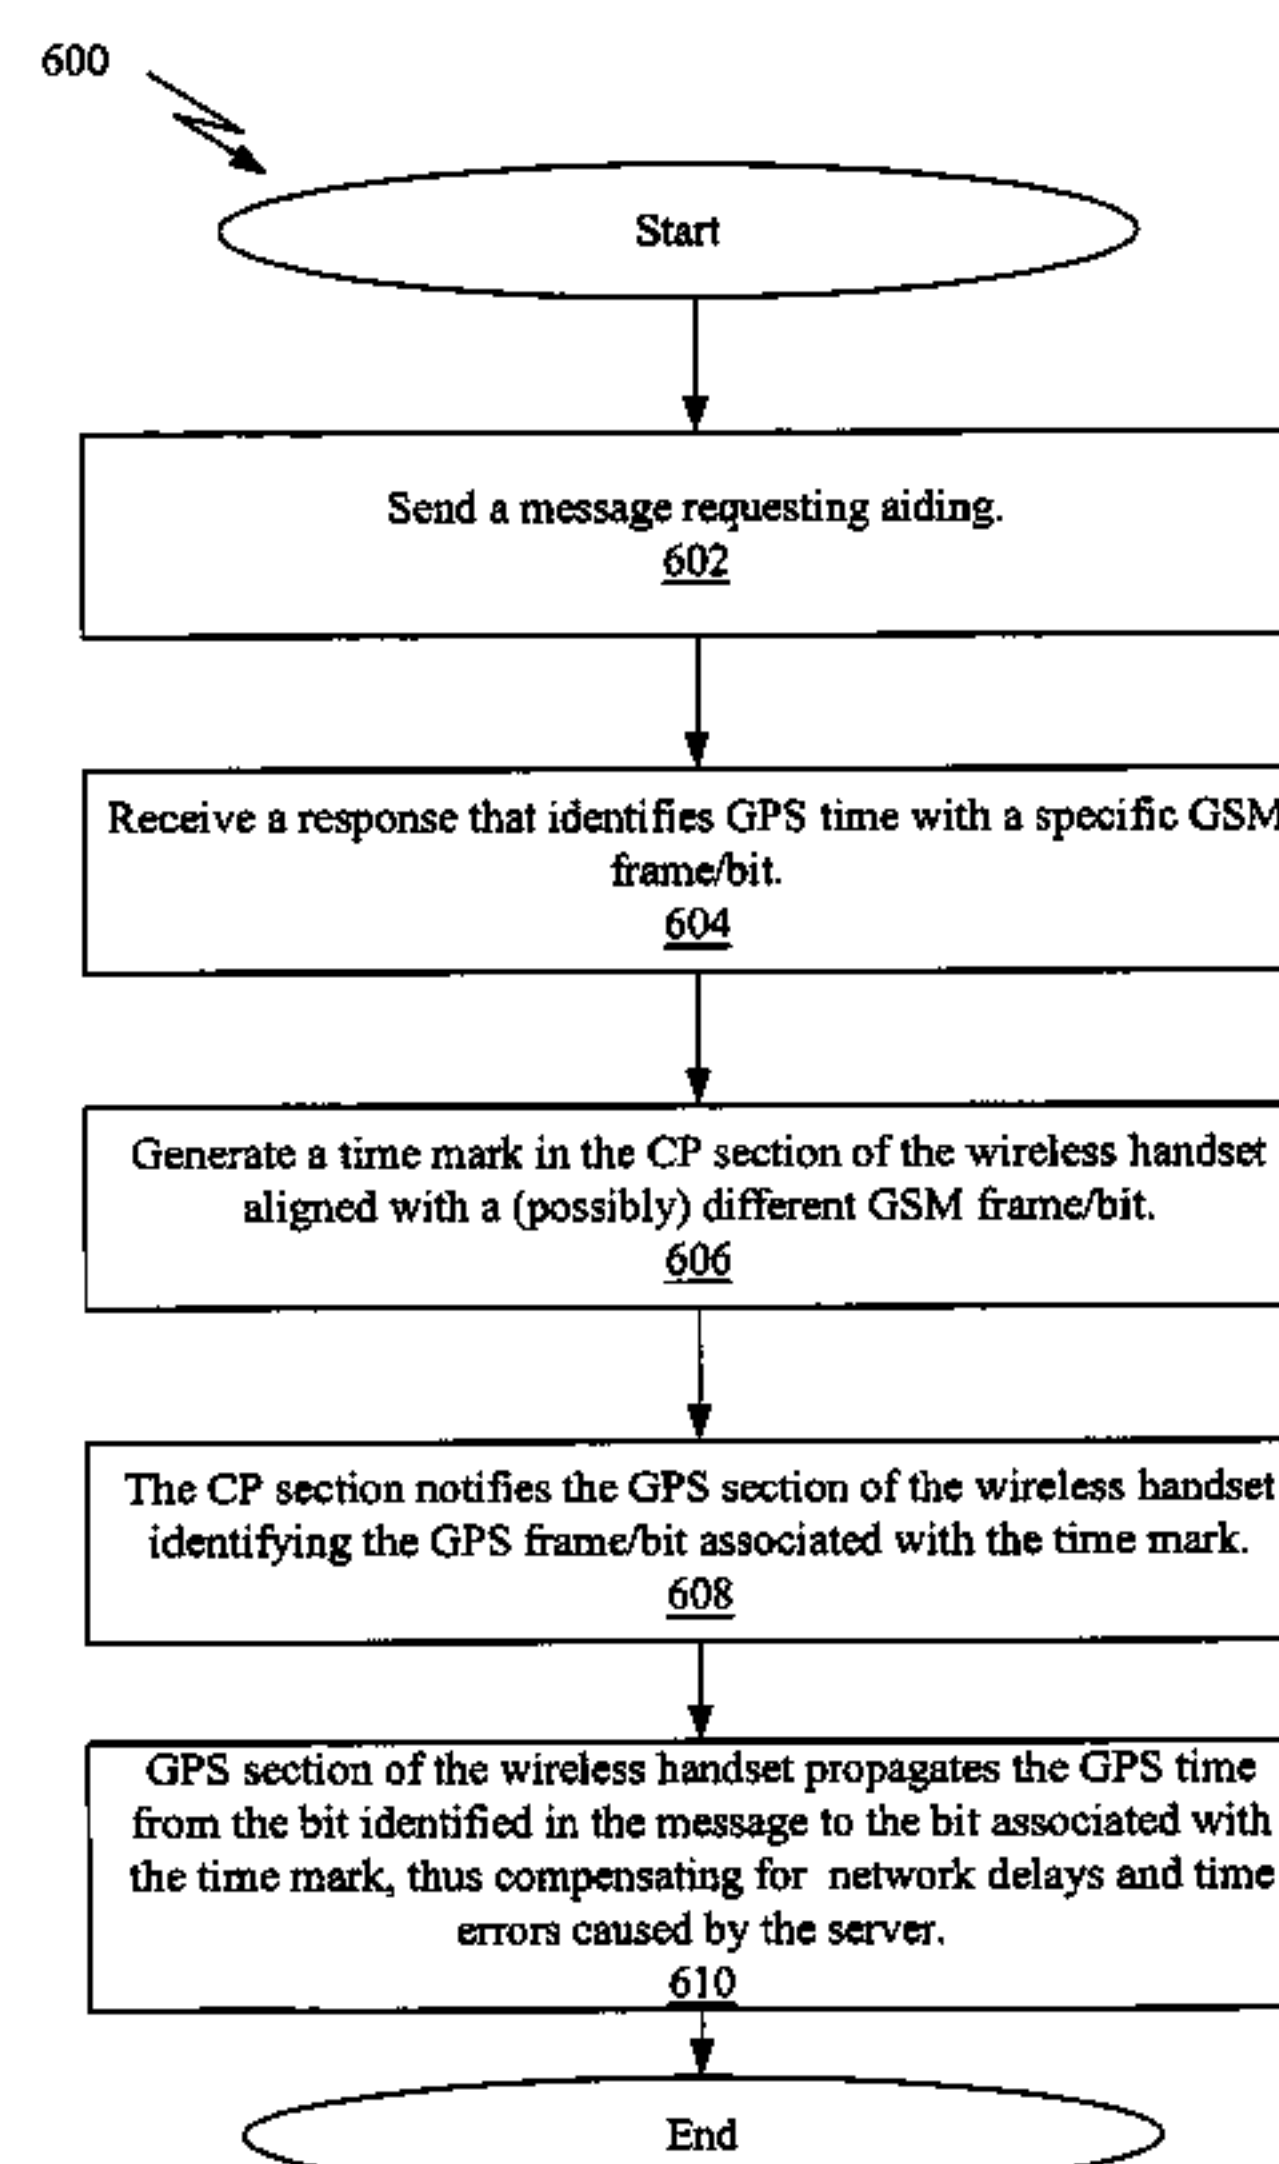 600
Start
Send a message requesting aiding.
602
Receive a response that identifies GPS time with a specific GSM
frame/bit.
604
Generate a time mark in the CP section of the wireless handset
aligned with a (possibly) different GSM frame/bit.
606
The CP section notifies the GPS section of the wireless handset
identifying the GPS frame/bit associated with the time mark.
608
GPS section of the wireless handset propagates the GPS time
from the bit identified in the message to the bit associated with
the time mark, thus compensating for network delays and time
errors caused by the server.
610
End